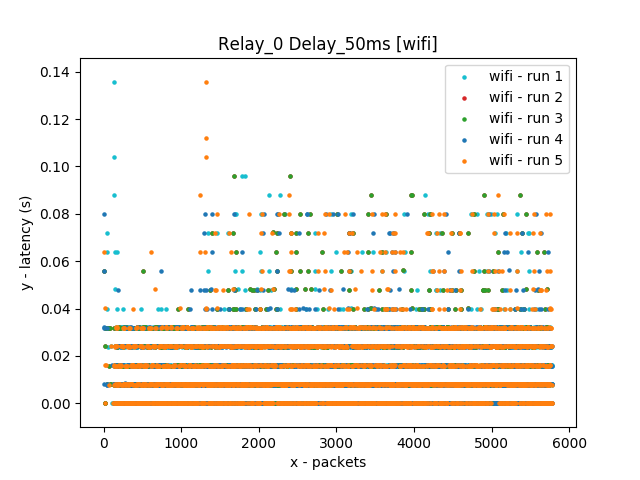 Relay_0 Delay_50ms [wifi]
y - latency (s)
0.14
0.12
0.10
0.08
0.06
0.04
0.02
0.00
wifi - run 1
wifi - run 2
wifi - run 3
wifi - run 4
wifi - run 5
0 1000 2000 3000 4000 5000 6000
x - packets